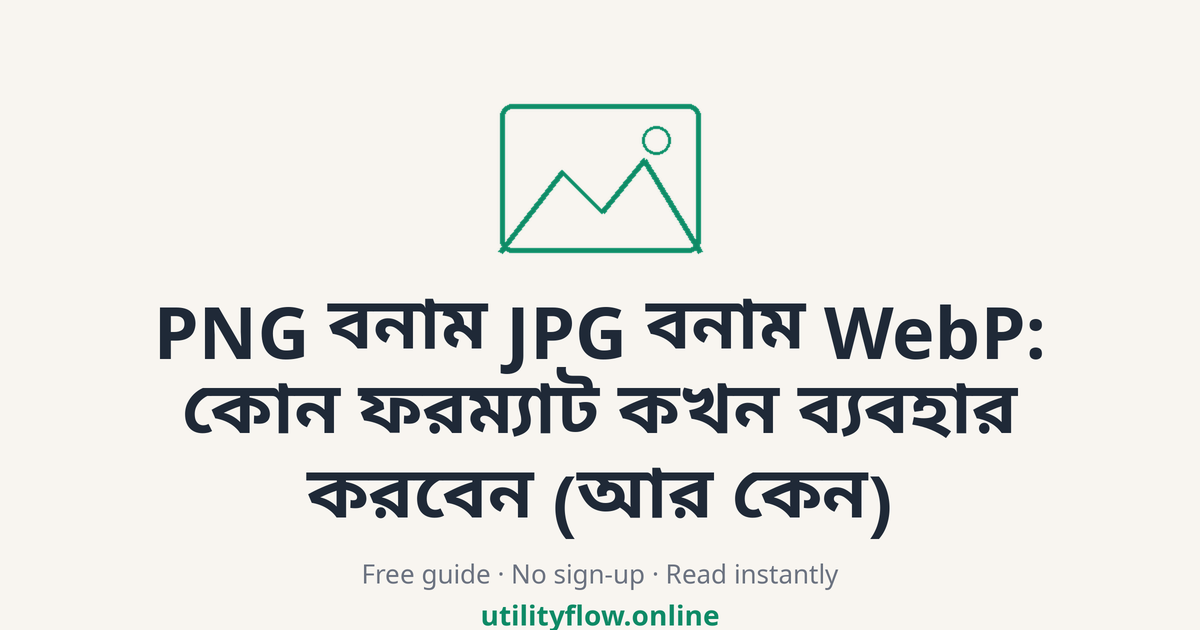 PNG বনাম JPG বনাম WebP:
কোন ফরম্যাট কখন ব্যবহার
করবেন (আর কেন)
Free guide · No sign-up · Read instantly
utilityflow.online